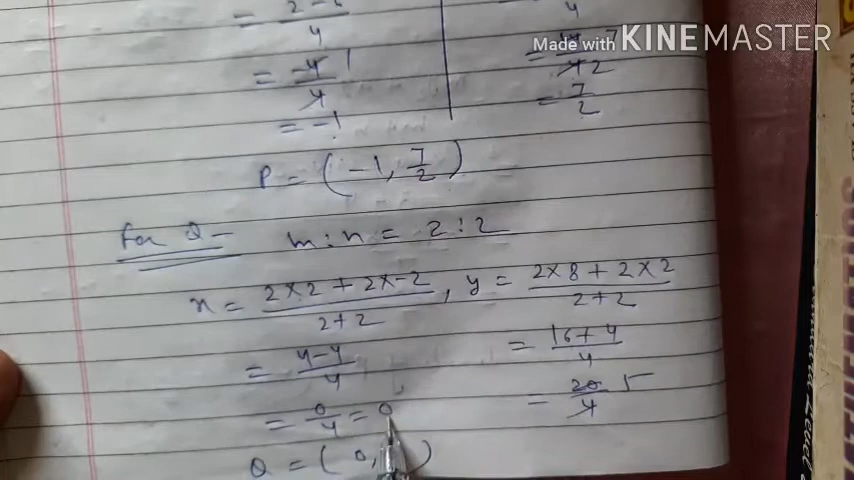 = 2-6/4
4
Made with KINEMASTER
= -4/4 1
= 7/2
= -1
P = (-1, 7/2)
For Q - m:n = 2:2
x = 2×2 + 2×-2 / 2+2 , y = 2×8 + 2×2 / 2+2
= 4-4/4 = 16+4/4
= 0/4 = 0 = 20/4 5
Q = (0, )